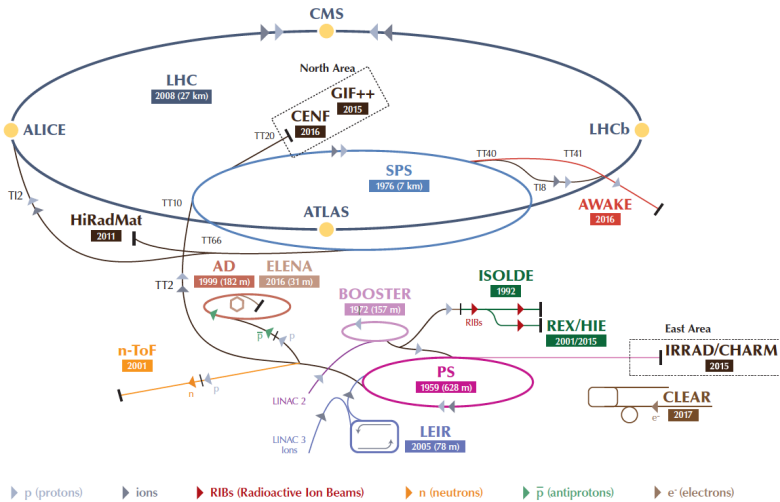 CMS
North Area
LHC
2008 (27 km)
GIF++
2015
CENF
2016
ALICE
TT20
LHCb
TT40
TT41
SPS
1976 (7 km)
TI8
TI2
TT10
AWAKE
2016
HiRadMat
2011
ATLAS
TT66
AD
1999 (182 m)
ELENA
2016 (31 m)
TT2
BOOSTER
1972 (157 m)
ISOLDE
1992
RIBs
REX/HIE
2001/2015
p̅
p
East Area
n-ToF
2001
IRRAD/CHARM
2015
PS
1959 (628 m)
n
p
LINAC 2
CLEAR
2017
e-
LINAC 3
Ions
LEIR
2005 (78 m)
p (protons)
ions
RIBs (Radioactive Ion Beams)
n (neutrons)
p̅ (antiprotons)
e- (electrons)